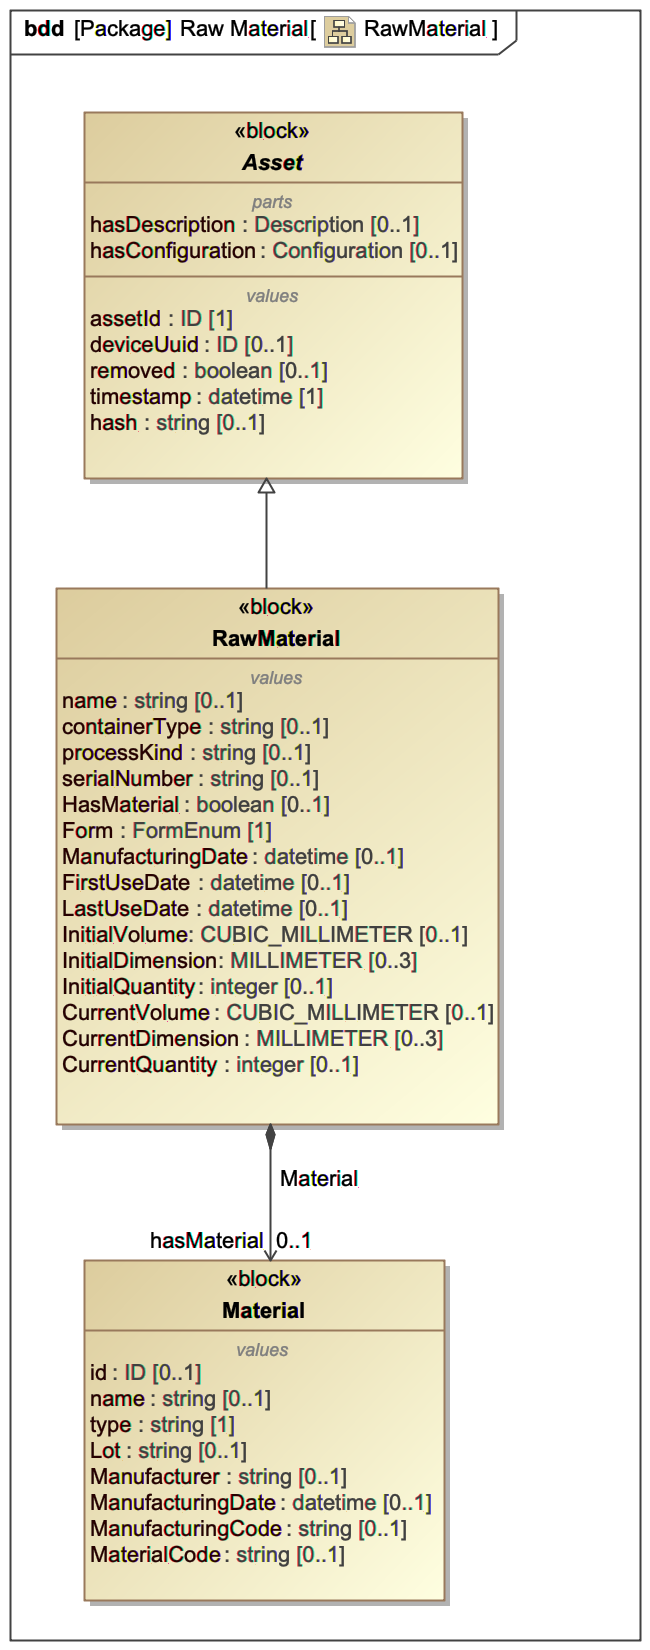 bdd [Package] Raw Material[ RawMaterial ]
«block»
Asset
parts
hasDescription : Description [0..1]
hasConfiguration : Configuration [0..1]
values
assetId : ID [1]
deviceUuid : ID [0..1]
removed : boolean [0..1]
timestamp : datetime [1]
hash : string [0..1]
«block»
RawMaterial
values
name : string [0..1]
containerType : string [0..1]
processKind : string [0..1]
serialNumber : string [0..1]
HasMaterial : boolean [0..1]
Form : FormEnum [1]
ManufacturingDate : datetime [0..1]
FirstUseDate : datetime [0..1]
LastUseDate : datetime [0..1]
InitialVolume: CUBIC_MILLIMETER [0..1]
InitialDimension: MILLIMETER [0..3]
InitialQuantity: integer [0..1]
CurrentVolume : CUBIC_MILLIMETER [0..1]
CurrentDimension : MILLIMETER [0..3]
CurrentQuantity : integer [0..1]
Material
hasMaterial 0..1
«block»
Material
values
id : ID [0..1]
name : string [0..1]
type : string [1]
Lot : string [0..1]
Manufacturer : string [0..1]
ManufacturingDate : datetime [0..1]
ManufacturingCode : string [0..1]
MaterialCode : string [0..1]